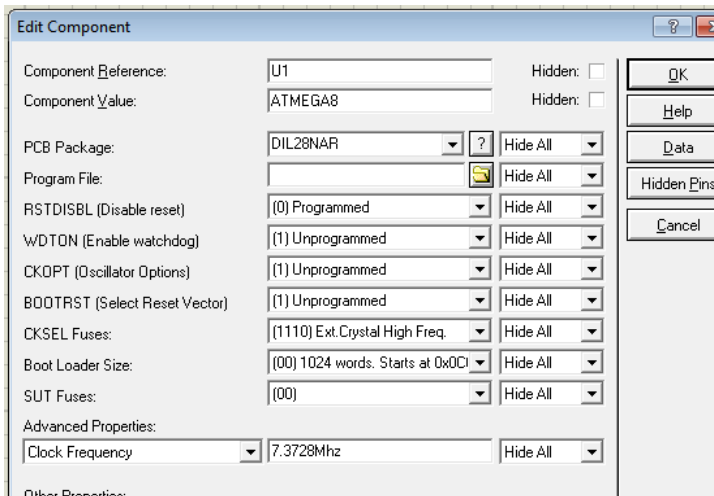 Edit Component
Component Reference: U1 Hidden: OK
Component Value: ATMEGA8 Hidden: Help
PCB Package: DIL28NAR ? Hide All Data
Program File: Hide All Hidden Pins
RSTDISBL (Disable reset) (0) Programmed Hide All
WDTON (Enable watchdog) (1) Unprogrammed Hide All Cancel
CKOPT (Oscillator Options) (1) Unprogrammed Hide All
BOOTRST (Select Reset Vector) (1) Unprogrammed Hide All
CKSEL Fuses: (1110) Ext.Crystal High Freq. Hide All
Boot Loader Size: (00) 1024 words. Starts at 0x0C Hide All
SUT Fuses: (00) Hide All
Advanced Properties:
Clock Frequency 7.3728Mhz Hide All
Other Properties: